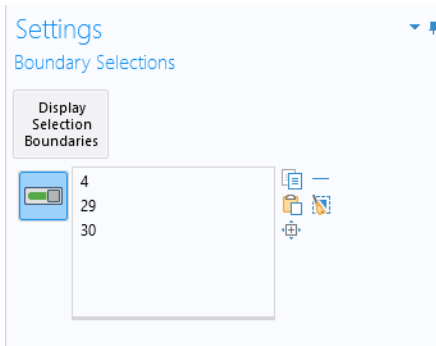 Settings
Boundary Selections
Display
Selection
Boundaries
4
29
30